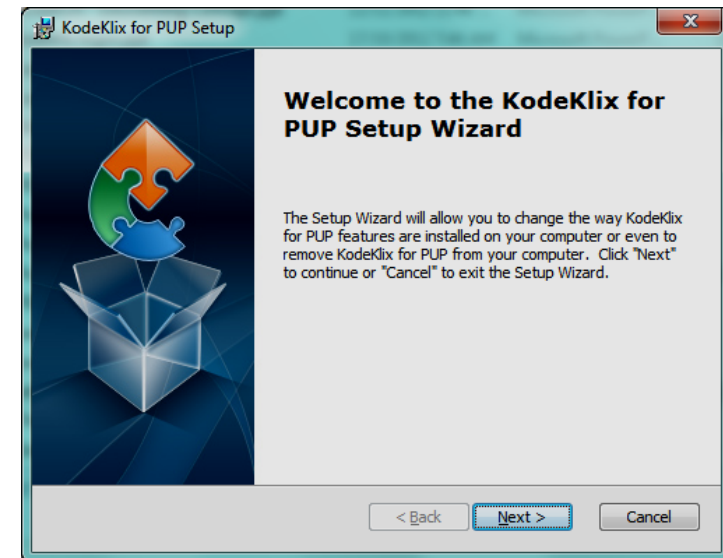 KodeKlix for PUP Setup
Welcome to the KodeKlix for
PUP Setup Wizard
The Setup Wizard will allow you to change the way KodeKlix
for PUP features are installed on your computer or even to
remove KodeKlix for PUP from your computer.  Click "Next"
to continue or "Cancel" to exit the Setup Wizard.
< Back
Next >
Cancel